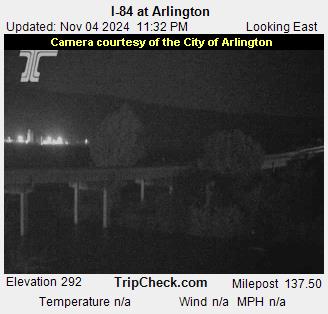 I-84 at Arlington
Updated: Nov 04 2024 11:32 PM Looking East
Camera courtesy of the City of Arlington
Elevation 292 TripCheck.com Milepost 137.50
Temperature n/a Wind n/a MPH n/a